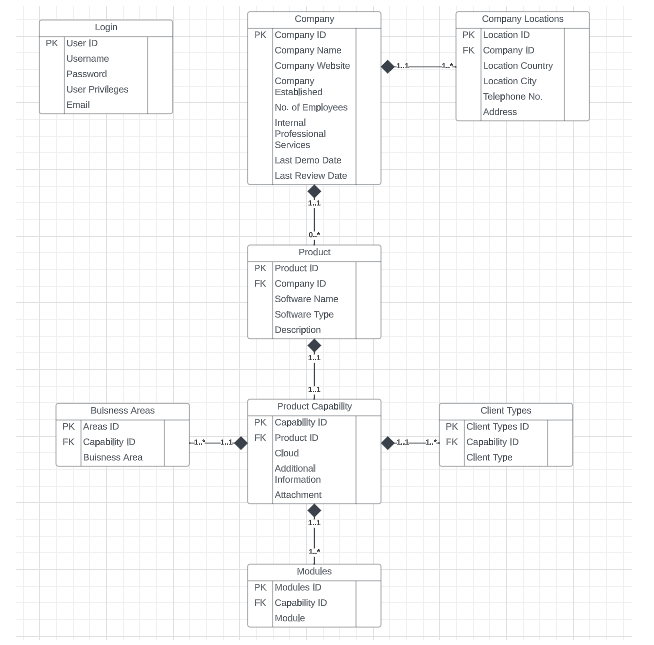 Login
PK User ID
Username
Password
User Privileges
Email
Company
PK Company ID
Company Name
Company Website
Company
Established
No. of Employees
Internal
Professional
Services
Last Demo Date
Last Review Date
1..1 1..*
Company Locations
PK Location ID
FK Company ID
Location Country
Location City
Telephone No.
Address
1..1
0..*
Product
PK Product ID
FK Company ID
Software Name
Software Type
Description
1..1
1..1
Buisness Areas
PK Areas ID
FK Capability ID
Buisness Area
1..* 1..1
Product Capability
PK Capability ID
FK Product ID
Cloud
Additional
Information
Attachment
1..1 1..*
Client Types
PK Client Types ID
FK Capability ID
Client Type
1..1
1..*
Modules
PK Modules ID
FK Capability ID
Module